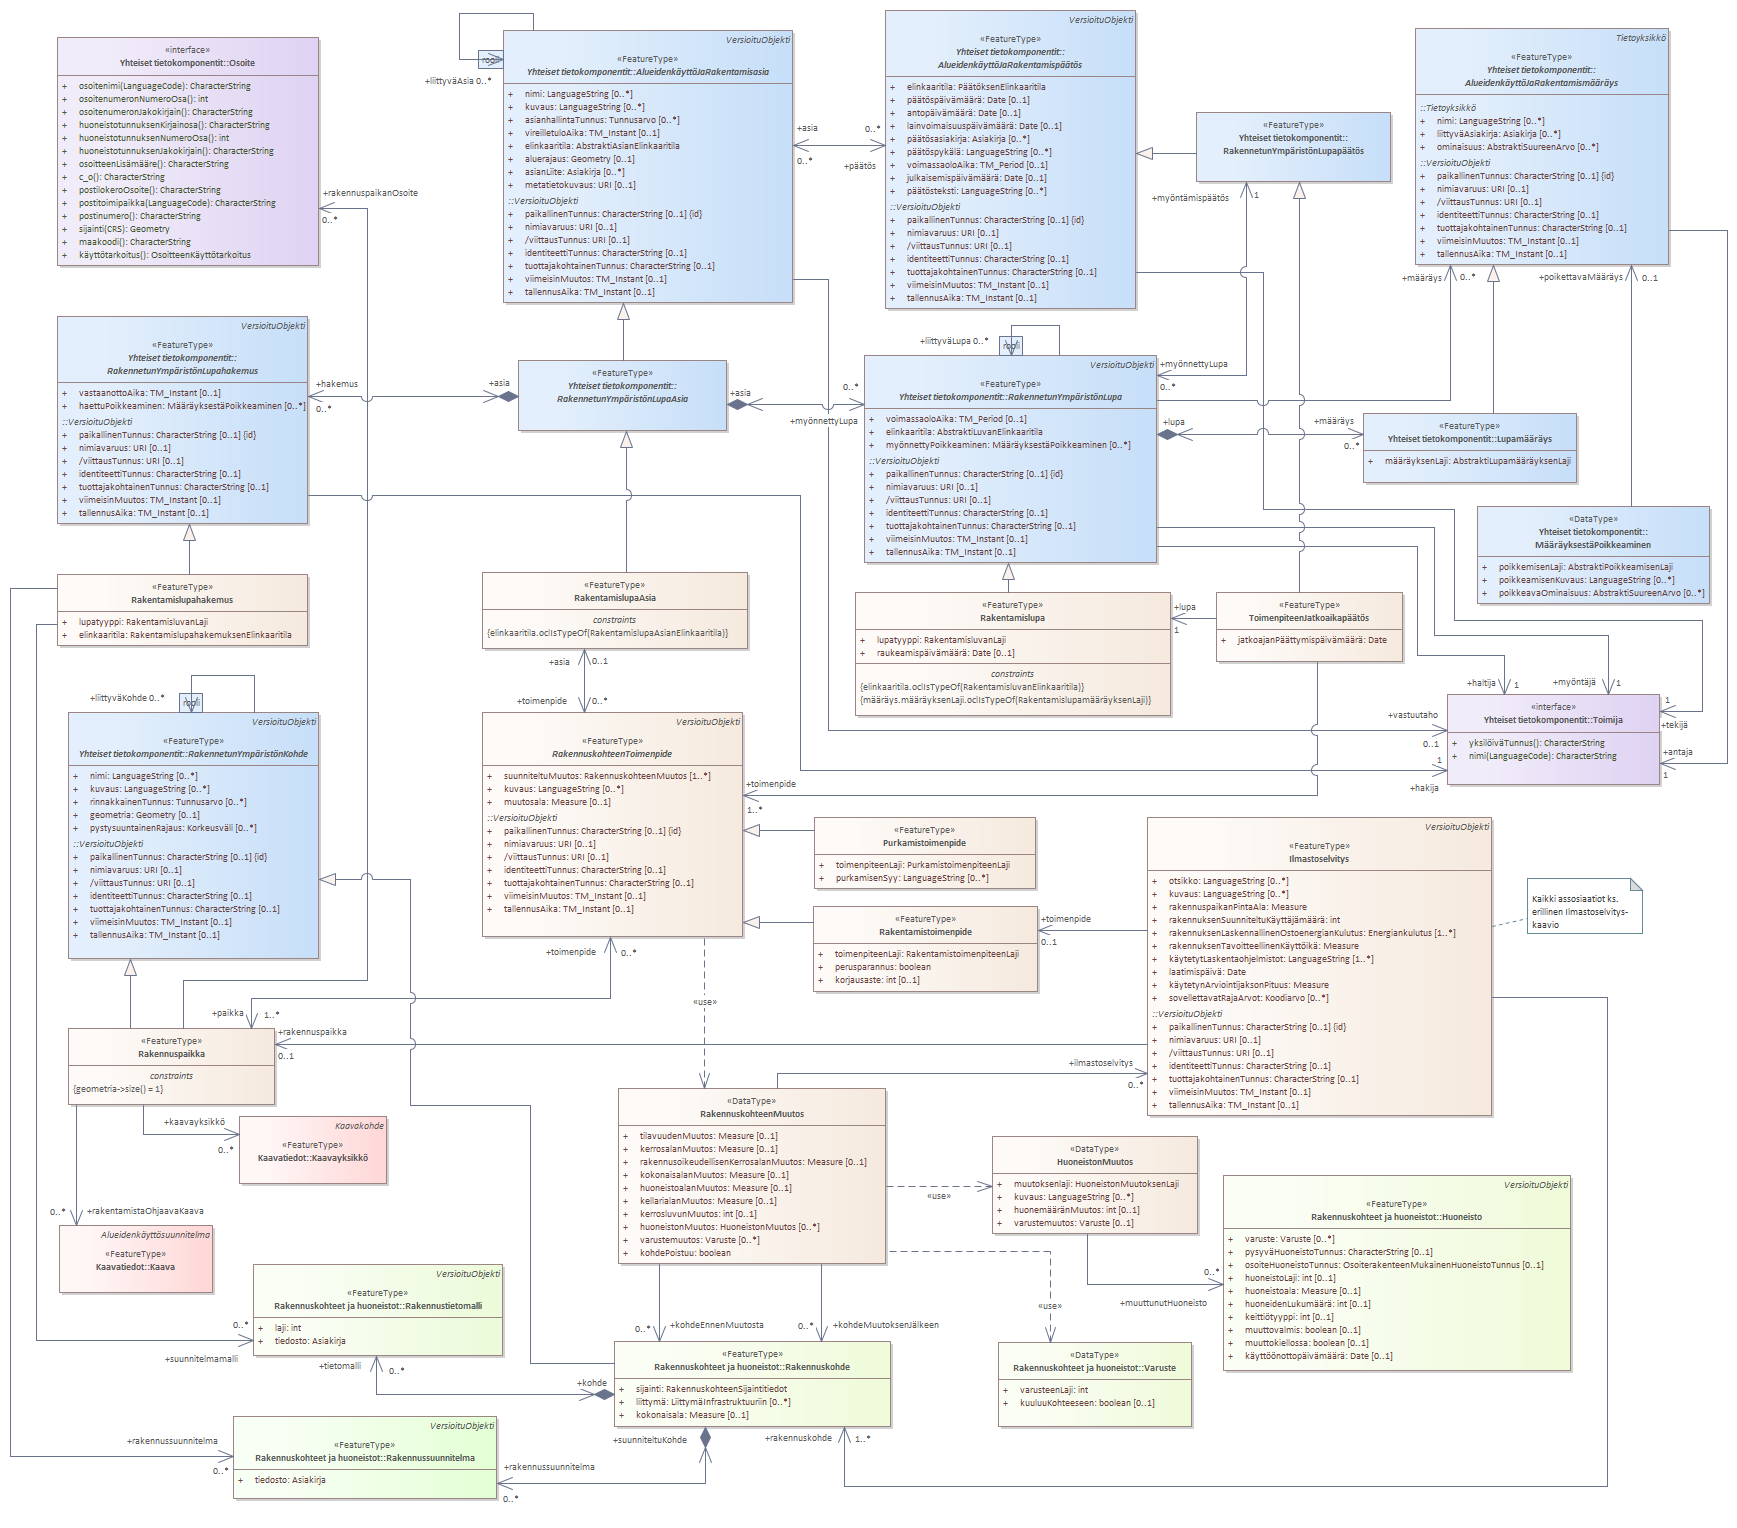 «interface»
Yhteiset tietokomponentit::Osoite
+ osoitenimi(LanguageCode): CharacterString
+ osoitenumeronNumeroOsa(): int
+ osoitenumeronJakokirjain(): CharacterString
+ huoneistotunnuksenKirjainosa(): CharacterString
+ huoneistotunnuksenNumeroOsa(): int
+ huoneistotunnuksenJakokirjain(): CharacterString
+ osoitteenLisämääre(): CharacterString
+ c_o(): CharacterString
+ postilokeroOsoite(): CharacterString
+ postitoimipaikka(LanguageCode): CharacterString
+ postinumero(): CharacterString
+ sijainti(CRS): Geometry
+ maakoodi(): CharacterString
+ käyttötarkoitus(): OsoitteenKäyttötarkoitus
+rakennuspaikanOsoite
0..*
rooli
+liittyväAsia 0..*
VersioituObjekti
«FeatureType»
Yhteiset tietokomponentit::AlueidenkäyttöJaRakentamisasia
+ nimi: LanguageString [0..*]
+ kuvaus: LanguageString [0..*]
+ asianhallintaTunnus: Tunnusarvo [0..*]
+ vireilletuloAika: TM_Instant [0..1]
+ elinkaaritila: AbstraktiAsianElinkaaritila
+ aluerajaus: Geometry [0..1]
+ asianLiite: Asiakirja [0..*]
+ metatietokuvaus: URI [0..1]
::VersioituObjekti
+ paikallinenTunnus: CharacterString [0..1] {id}
+ nimiavaruus: URI [0..1]
+ /viittausTunnus: URI [0..1]
+ identiteettiTunnus: CharacterString [0..1]
+ tuottajakohtainenTunnus: CharacterString [0..1]
+ viimeisinMuutos: TM_Instant [0..1]
+ tallennusAika: TM_Instant [0..1]
+asia
0..*
0..*
+päätös
VersioituObjekti
«FeatureType»
Yhteiset tietokomponentit::
AlueidenkäyttöJaRakentamispäätös
+ elinkaaritila: PäätöksenElinkaaritila
+ päätöspäivämäärä: Date [0..1]
+ antopäivämäärä: Date [0..1]
+ lainvoimaisuuspäivämäärä: Date [0..1]
+ päätösasiakirja: Asiakirja [0..*]
+ päätöspykälä: LanguageString [0..*]
+ voimassaoloAika: TM_Period [0..1]
+ julkaisemispäivämäärä: Date [0..1]
+ päätösteksti: LanguageString [0..*]
::VersioituObjekti
+ paikallinenTunnus: CharacterString [0..1] {id}
+ nimiavaruus: URI [0..1]
+ /viittausTunnus: URI [0..1]
+ identiteettiTunnus: CharacterString [0..1]
+ tuottajakohtainenTunnus: CharacterString [0..1]
+ viimeisinMuutos: TM_Instant [0..1]
+ tallennusAika: TM_Instant [0..1]
«FeatureType»
Yhteiset tietokomponentit::
RakennetunYmpäristönLupapäätös
+myöntämispäätös
1
Tietoyksikkö
«FeatureType»
Yhteiset tietokomponentit::
AlueidenkäyttöJaRakentamismääräys
::Tietoyksikkö
+ nimi: LanguageString [0..*]
+ liittyväAsiakirja: Asiakirja [0..*]
+ ominaisuus: AbstraktiSuureenArvo [0..*]
::VersioituObjekti
+ paikallinenTunnus: CharacterString [0..1] {id}
+ nimiavaruus: URI [0..1]
+ /viittausTunnus: URI [0..1]
+ identiteettiTunnus: CharacterString [0..1]
+ tuottajakohtainenTunnus: CharacterString [0..1]
+ viimeisinMuutos: TM_Instant [0..1]
+ tallennusAika: TM_Instant [0..1]
+määräys
0..*
+poikettavaMääräys
0..1
VersioituObjekti
«FeatureType»
Yhteiset tietokomponentit::
RakennetunYmpäristönLupahakemus
+ vastaanottoAika: TM_Instant [0..1]
+ haettuPoikkeaminen: MääräyksestäPoikkeaminen [0..*]
::VersioituObjekti
+ paikallinenTunnus: CharacterString [0..1] {id}
+ nimiavaruus: URI [0..1]
+ /viittausTunnus: URI [0..1]
+ identiteettiTunnus: CharacterString [0..1]
+ tuottajakohtainenTunnus: CharacterString [0..1]
+ viimeisinMuutos: TM_Instant [0..1]
+ tallennusAika: TM_Instant [0..1]
+hakemus
0..*
+asia
«FeatureType»
Yhteiset tietokomponentit::
RakennetunYmpäristönLupaAsia
+asia
0..*
+myönnettyLupa
+liittyväLupa 0..*
rooli
VersioituObjekti
«FeatureType»
Yhteiset tietokomponentit::RakennetunYmpäristönLupa
+ voimassaoloAika: TM_Period [0..1]
+ elinkaaritila: AbstraktiLuvanElinkaaritila
+ myönnettyPoikkeaminen: MääräyksestäPoikkeaminen [0..*]
::VersioituObjekti
+ paikallinenTunnus: CharacterString [0..1] {id}
+ nimiavaruus: URI [0..1]
+ /viittausTunnus: URI [0..1]
+ identiteettiTunnus: CharacterString [0..1]
+ tuottajakohtainenTunnus: CharacterString [0..1]
+ viimeisinMuutos: TM_Instant [0..1]
+ tallennusAika: TM_Instant [0..1]
+myönnettyLupa
0..*
+lupa
+määräys
0..*
«FeatureType»
Yhteiset tietokomponentit::Lupamääräys
+ määräyksenLaji: AbstraktiLupamääräyksenLaji
«DataType»
Yhteiset tietokomponentit::
MääräyksestäPoikkeaminen
+ poikkemisenLaji: AbstraktiPoikkeamisenLaji
+ poikkeamisenKuvaus: LanguageString [0..*]
+ poikkeavaOminaisuus: AbstraktiSuureenArvo [0..*]
«FeatureType»
Rakentamislupahakemus
+ lupatyyppi: RakentamisluvanLaji
+ elinkaaritila: RakentamislupahakemuksenElinkaaritila
«FeatureType»
RakentamislupaAsia
constraints
{elinkaaritila.oclIsTypeOf(RakentamislupaAsianElinkaaritila)}
+asia
0..1
+toimenpide
0..*
«FeatureType»
Rakentamislupa
+ lupatyyppi: RakentamisluvanLaji
+ raukeamispäivämäärä: Date [0..1]
constraints
{elinkaaritila.oclIsTypeOf(RakentamisluvanElinkaaritila)}
{määräys.määräyksenLaji.oclIsTypeOf(RakentamislupamääräyksenLaji)}
+lupa
1
«FeatureType»
ToimenpiteenJatkoaikapäätös
+ jatkoajanPäättymispäivämäärä: Date
+haltija
1
+myöntäjä
1
«interface»
Yhteiset tietokomponentit::Toimija
+ yksilöiväTunnus(): CharacterString
+ nimi(LanguageCode): CharacterString
1
+tekijä
+antaja
1
+vastuutaho
0..1
1
+hakija
+liittyväKohde 0..*
rooli
VersioituObjekti
«FeatureType»
Yhteiset tietokomponentit::RakennetunYmpäristönKohde
+ nimi: LanguageString [0..*]
+ kuvaus: LanguageString [0..*]
+ rinnakkainenTunnus: Tunnusarvo [0..*]
+ geometria: Geometry [0..1]
+ pystysuuntainenRajaus: Korkeusväli [0..*]
::VersioituObjekti
+ paikallinenTunnus: CharacterString [0..1] {id}
+ nimiavaruus: URI [0..1]
+ /viittausTunnus: URI [0..1]
+ identiteettiTunnus: CharacterString [0..1]
+ tuottajakohtainenTunnus: CharacterString [0..1]
+ viimeisinMuutos: TM_Instant [0..1]
+ tallennusAika: TM_Instant [0..1]
VersioituObjekti
«FeatureType»
RakennuskohteenToimenpide
+ suunniteltuMuutos: RakennuskohteenMuutos [1..*]
+ kuvaus: LanguageString [0..*]
+ muutosala: Measure [0..1]
::VersioituObjekti
+ paikallinenTunnus: CharacterString [0..1] {id}
+ nimiavaruus: URI [0..1]
+ /viittausTunnus: URI [0..1]
+ identiteettiTunnus: CharacterString [0..1]
+ tuottajakohtainenTunnus: CharacterString [0..1]
+ viimeisinMuutos: TM_Instant [0..1]
+ tallennusAika: TM_Instant [0..1]
+toimenpide
1..*
+toimenpide
0..*
«FeatureType»
Purkamistoimenpide
+ toimenpiteenLaji: PurkamistoimenpiteenLaji
+ purkamisenSyy: LanguageString [0..*]
«FeatureType»
Rakentamistoimenpide
+ toimenpiteenLaji: RakentamistoimenpiteenLaji
+ perusparannus: boolean
+ korjausaste: int [0..1]
+toimenpide
0..1
VersioituObjekti
«FeatureType»
Ilmastoselvitys
+ otsikko: LanguageString [0..*]
+ kuvaus: LanguageString [0..*]
+ rakennuspaikanPintaAla: Measure
+ rakennuksenSuunniteltuKäyttäjämäärä: int
+ rakennuksenLaskennallinenOstoenergianKulutus: Energiankulutus [1..*]
+ rakennuksenTavoitteellinenKäyttöikä: Measure
+ käytetytLaskentaohjelmistot: LanguageString [1..*]
+ laatimispäivä: Date
+ käytetynArviointijaksonPituus: Measure
+ sovellettavatRajaArvot: Koodiarvo [0..*]
::VersioituObjekti
+ paikallinenTunnus: CharacterString [0..1] {id}
+ nimiavaruus: URI [0..1]
+ /viittausTunnus: URI [0..1]
+ identiteettiTunnus: CharacterString [0..1]
+ tuottajakohtainenTunnus: CharacterString [0..1]
+ viimeisinMuutos: TM_Instant [0..1]
+ tallennusAika: TM_Instant [0..1]
Kaikki assosiaatiot ks.
erillinen Ilmastoselvitys-
kaavio
«use»
+paikka
1..*
+rakennuspaikka
0..1
«FeatureType»
Rakennuspaikka
constraints
{geometria->size() = 1}
+ilmastoselvitys
0..*
+kaavayksikkö
0..*
Kaavakohde
«FeatureType»
Kaavatiedot::Kaavayksikkö
0..*
+rakentamistaOhjaavaKaava
Alueidenkäyttösuunnitelma
«FeatureType»
Kaavatiedot::Kaava
«DataType»
RakennuskohteenMuutos
+ tilavuudenMuutos: Measure [0..1]
+ kerrosalanMuutos: Measure [0..1]
+ rakennusoikeudellisenKerrosalanMuutos: Measure [0..1]
+ kokonaisalanMuutos: Measure [0..1]
+ huoneistoalanMuutos: Measure [0..1]
+ kellarialanMuutos: Measure [0..1]
+ kerrosluvunMuutos: int [0..1]
+ huoneistonMuutos: HuoneistonMuutos [0..*]
+ varustemuutos: Varuste [0..*]
+ kohdePoistuu: boolean
«use»
«DataType»
HuoneistonMuutos
+ muutoksenlaji: HuoneistonMuutoksenLaji
+ kuvaus: LanguageString [0..*]
+ huonemääränMuutos: int [0..1]
+ varustemuutos: Varuste [0..1]
0..*
+muuttunutHuoneisto
«use»
VersioituObjekti
«FeatureType»
Rakennuskohteet ja huoneistot::Huoneisto
+ varuste: Varuste [0..*]
+ pysyväHuoneistoTunnus: CharacterString [0..1]
+ osoiteHuoneistoTunnus: OsoiterakenteenMukainenHuoneistoTunnus [0..1]
+ huoneistoLaji: int [0..1]
+ huoneistoala: Measure [0..1]
+ huoneidenLukumäärä: int [0..1]
+ keittiötyyppi: int [0..1]
+ muuttovalmis: boolean [0..1]
+ muuttokiellossa: boolean [0..1]
+ käyttöönottopäivämäärä: Date [0..1]
VersioituObjekti
«FeatureType»
Rakennuskohteet ja huoneistot::Rakennustietomalli
+ laji: int
+ tiedosto: Asiakirja
0..*
+suunnitelmamalli
+tietomalli
0..*
0..*
+kohdeEnnenMuutosta
0..*
+kohdeMuutoksenJälkeen
+kohde
«FeatureType»
Rakennuskohteet ja huoneistot::Rakennuskohde
+ sijainti: RakennuskohteenSijaintitiedot
+ liittymä: LiittymäInfrastruktuuriin [0..*]
+ kokonaisala: Measure [0..1]
«DataType»
Rakennuskohteet ja huoneistot::Varuste
+ varusteenLaji: int
+ kuuluuKohteeseen: boolean [0..1]
+suunniteltuKohde
+rakennuskohde
1..*
+rakennussuunnitelma
0..*
VersioituObjekti
«FeatureType»
Rakennuskohteet ja huoneistot::Rakennussuunnitelma
+ tiedosto: Asiakirja
+rakennussuunnitelma
0..*